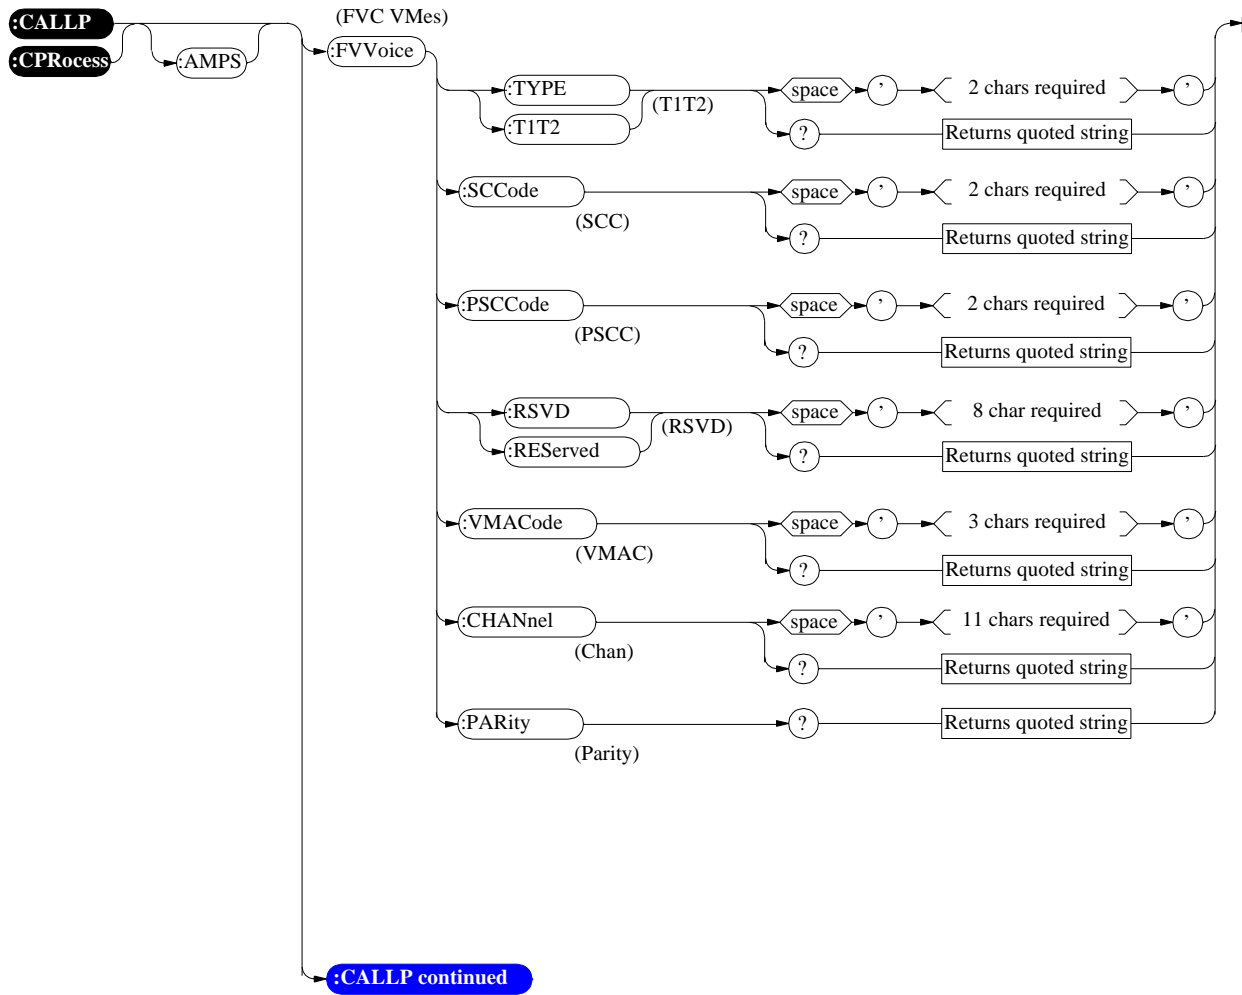 (FVC VMes)
:CALLP
:CPRocess
:AMPS
:FVVoice
:TYPE
:T1T2
(T1T2)
space ’ 2 chars required ’
? Returns quoted string
:SCCode
(SCC)
space ’ 2 chars required ’
? Returns quoted string
:PSCCode
(PSCC)
space ’ 2 chars required ’
? Returns quoted string
:RSVD
:REServed
(RSVD)
space ’ 8 char required ’
? Returns quoted string
:VMACode
(VMAC)
space ’ 3 chars required ’
? Returns quoted string
:CHANnel
(Chan)
space ’ 11 chars required ’
? Returns quoted string
:PARity
(Parity)
? Returns quoted string
:CALLP continued